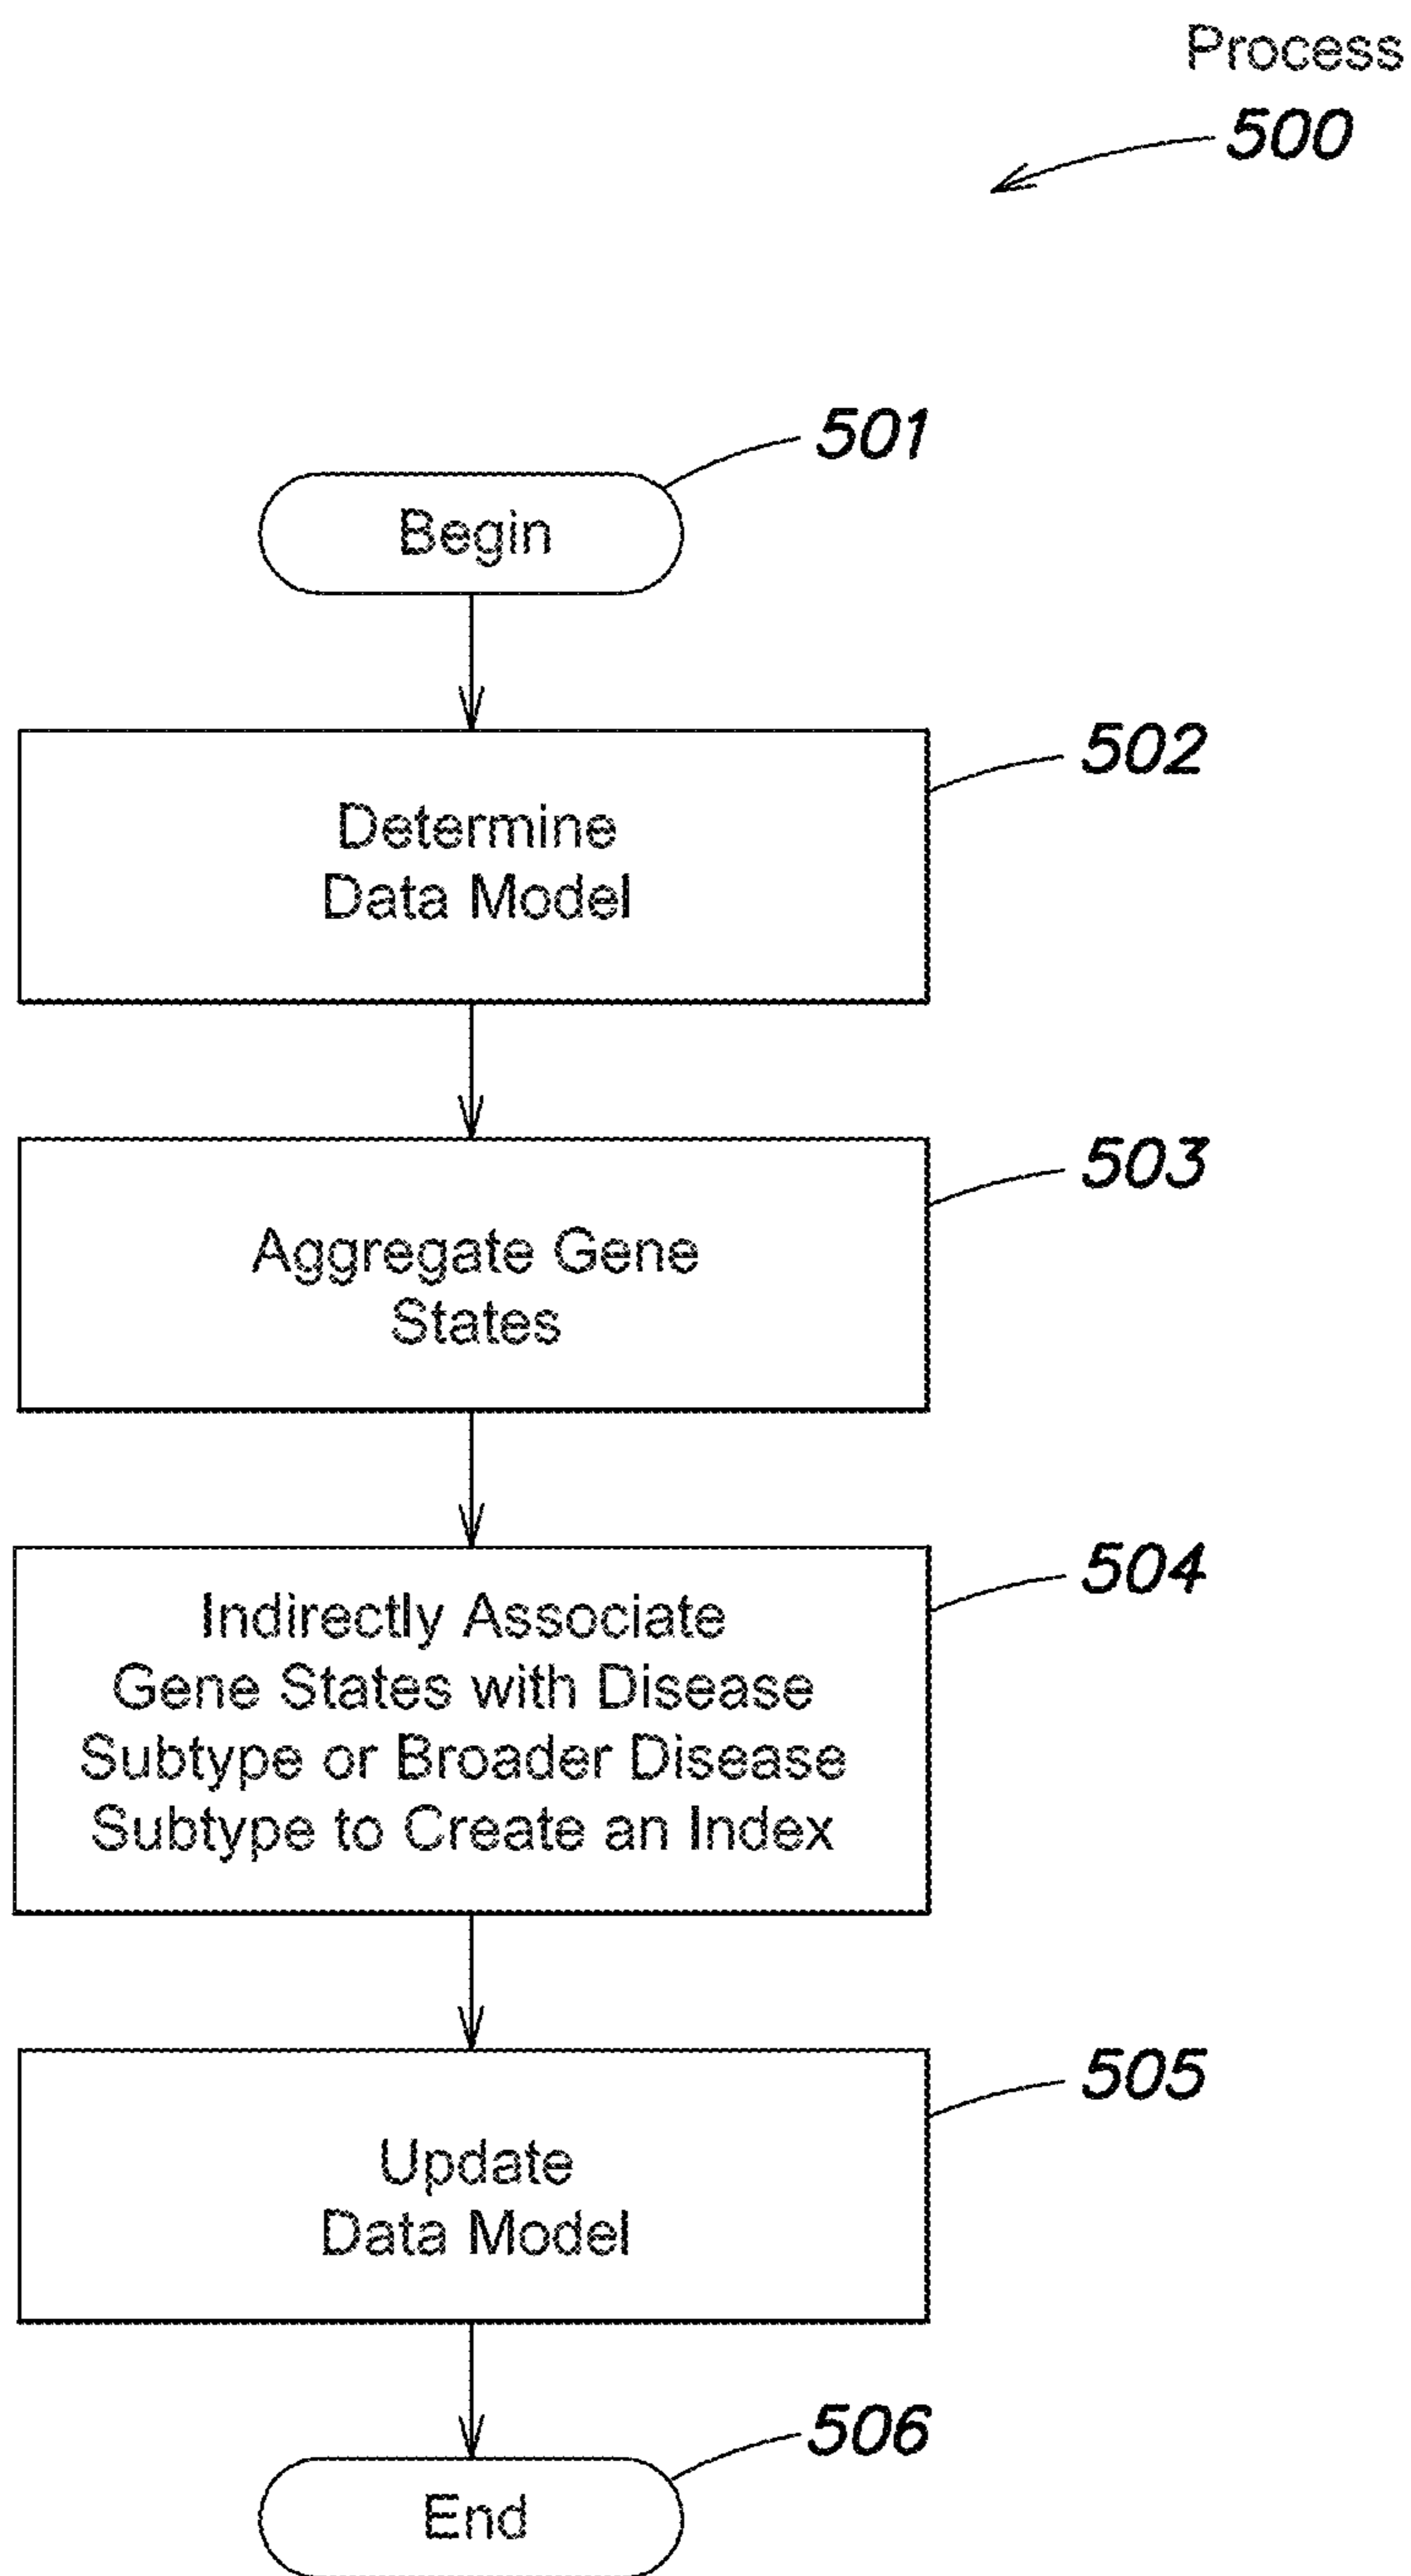 Process
500
501
Begin
502
Determine
Data Model
503
Aggregate Gene
States
504
Indirectly Associate
Gene States with Disease
Subtype or Broader Disease
Subtype to Create an Index
505
Update
Data Model
506
End